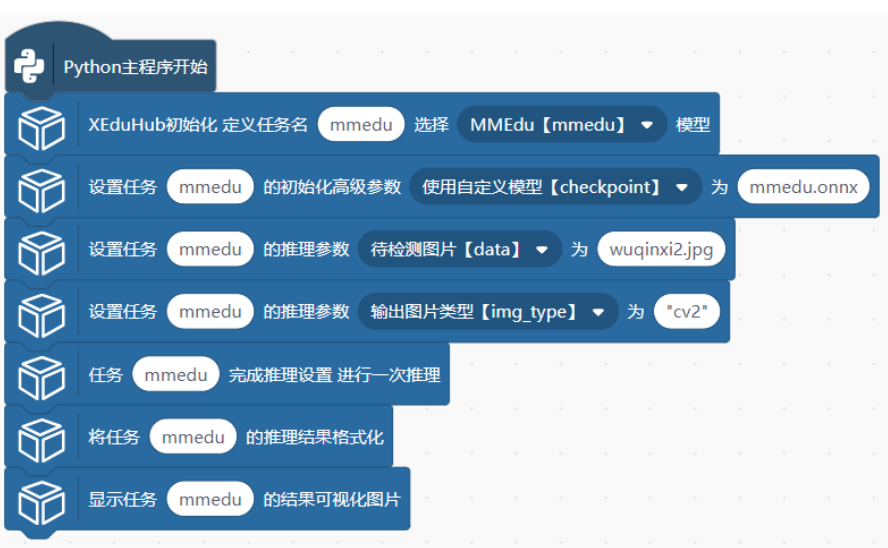 Python主程序开始
XEduHub初始化 定义任务名 mmedu 选择 MMEdu【mmedu】 模型
设置任务 mmedu 的初始化高级参数 使用自定义模型【checkpoint】 为 mmedu.onnx
设置任务 mmedu 的推理参数 待检测图片【data】 为 wuqinxi2.jpg
设置任务 mmedu 的推理参数 输出图片类型【img_type】 为 "cv2"
任务 mmedu 完成推理设置 进行一次推理
将任务 mmedu 的推理结果格式化
显示任务 mmedu 的结果可视化图片